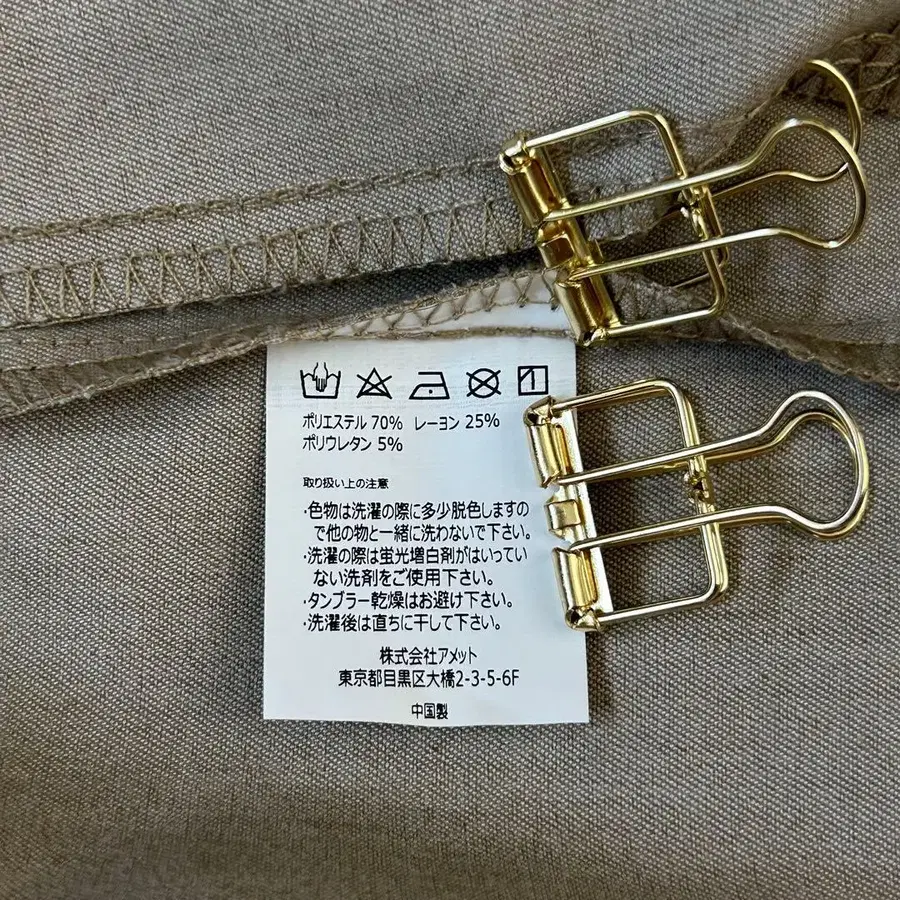 ポリエステル 70% レーヨン 25%
ポリウレタン 5%
取り扱い上の注意
・色物は洗濯の際に多少脱色します
で他の物と一緒に洗わないで下さい。
・洗濯の際は蛍光増白剤がはいってい
ない洗剤をご使用下さい。
・タンブラー乾燥はお避け下さい。
・洗濯後は直ちに干して下さい。
株式会社アメット
東京都目黒区大橋2-3-5-6F
中国製